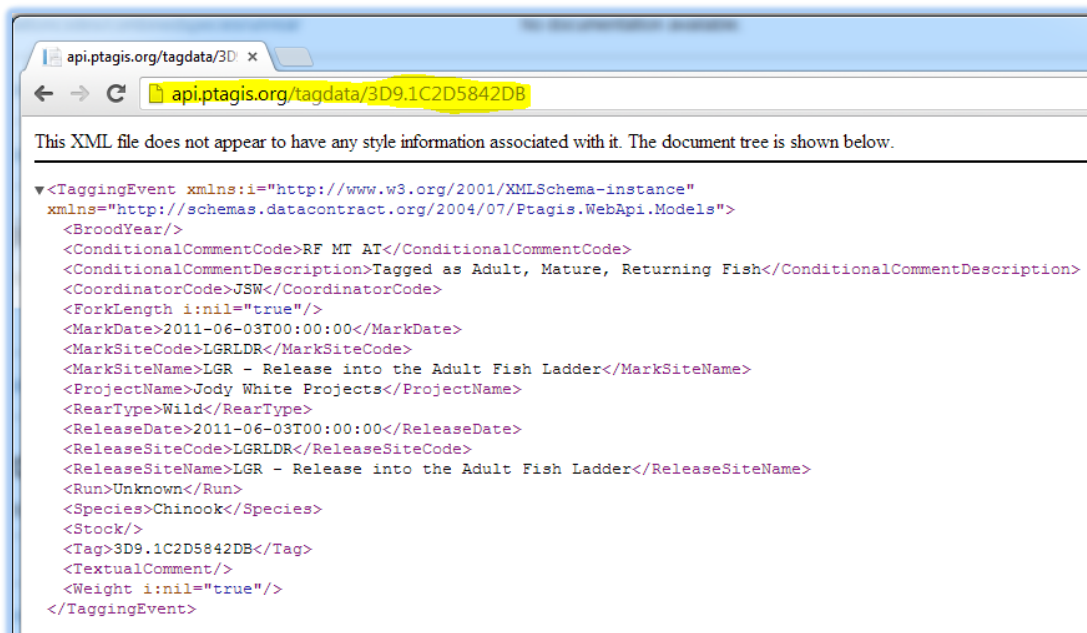 No documentation available.
api.ptagis.org/tagdata/3D
api.ptagis.org/tagdata/3D9.1C2D5842DB
This XML file does not appear to have any style information associated with it. The document tree is shown below.
▼<TaggingEvent xmlns:i="http://www.w3.org/2001/XMLSchema-instance"
xmlns="http://schemas.datacontract.org/2004/07/Ptagis.WebApi.Models">
<BroodYear/>
<ConditionalCommentCode>RF MT AT</ConditionalCommentCode>
<ConditionalCommentDescription>Tagged as Adult, Mature, Returning Fish</ConditionalCommentDescription>
<CoordinatorCode>JSW</CoordinatorCode>
<ForkLength i:nil="true"/>
<MarkDate>2011-06-03T00:00:00</MarkDate>
<MarkSiteCode>LGRLDR</MarkSiteCode>
<MarkSiteName>LGR - Release into the Adult Fish Ladder</MarkSiteName>
<ProjectName>Jody White Projects</ProjectName>
<RearType>Wild</RearType>
<ReleaseDate>2011-06-03T00:00:00</ReleaseDate>
<ReleaseSiteCode>LGRLDR</ReleaseSiteCode>
<ReleaseSiteName>LGR - Release into the Adult Fish Ladder</ReleaseSiteName>
<Run>Unknown</Run>
<Species>Chinook</Species>
<Stock/>
<Tag>3D9.1C2D5842DB</Tag>
<TextualComment/>
<Weight i:nil="true"/>
</TaggingEvent>